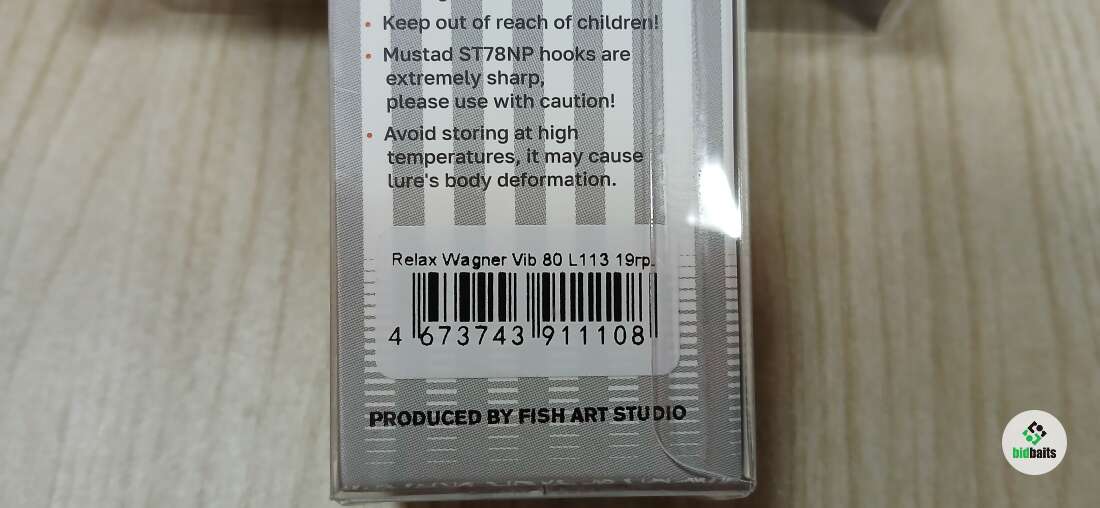 • Keep out of reach of children!
• Mustad ST78NP hooks are
extremely sharp,
please use with caution!
• Avoid storing at high
temperatures, it may cause
lure's body deformation.
Relax Wagner Vib 80 L113 19гр.
4 673743 911108
PRODUCED BY FISH ART STUDIO
bidbaits